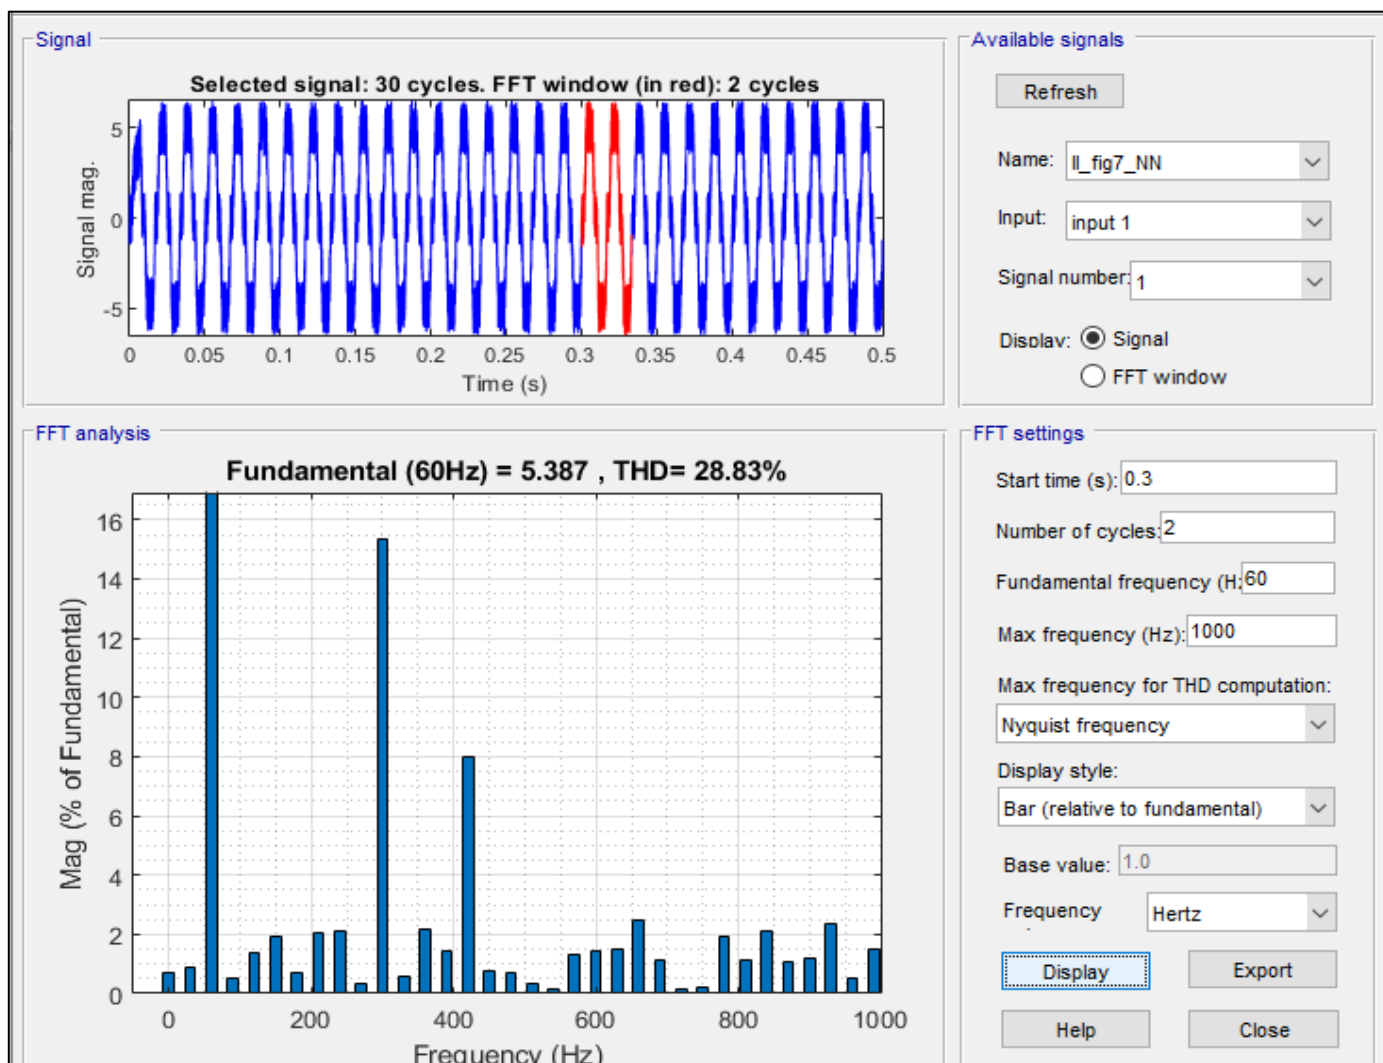 Signal
Selected signal: 30 cycles. FFT window (in red): 2 cycles
5
0
-5
Signal mag.
0 0.05 0.1 0.15 0.2 0.25 0.3 0.35 0.4 0.45 0.5
Time (s)
Available signals
Refresh
Name: II_fig7_NN
Input: input 1
Signal number: 1
Display: Signal
FFT window
FFT analysis
Fundamental (60Hz) = 5.387 , THD= 28.83%
16
14
12
10
8
6
4
2
0
Mag (% of Fundamental)
0 200 400 600 800 1000
Frequency (Hz)
FFT settings
Start time (s): 0.3
Number of cycles: 2
Fundamental frequency (H 60
Max frequency (Hz): 1000
Max frequency for THD computation:
Nyquist frequency
Display style:
Bar (relative to fundamental)
Base value: 1.0
Frequency Hertz
Display Export
Help Close